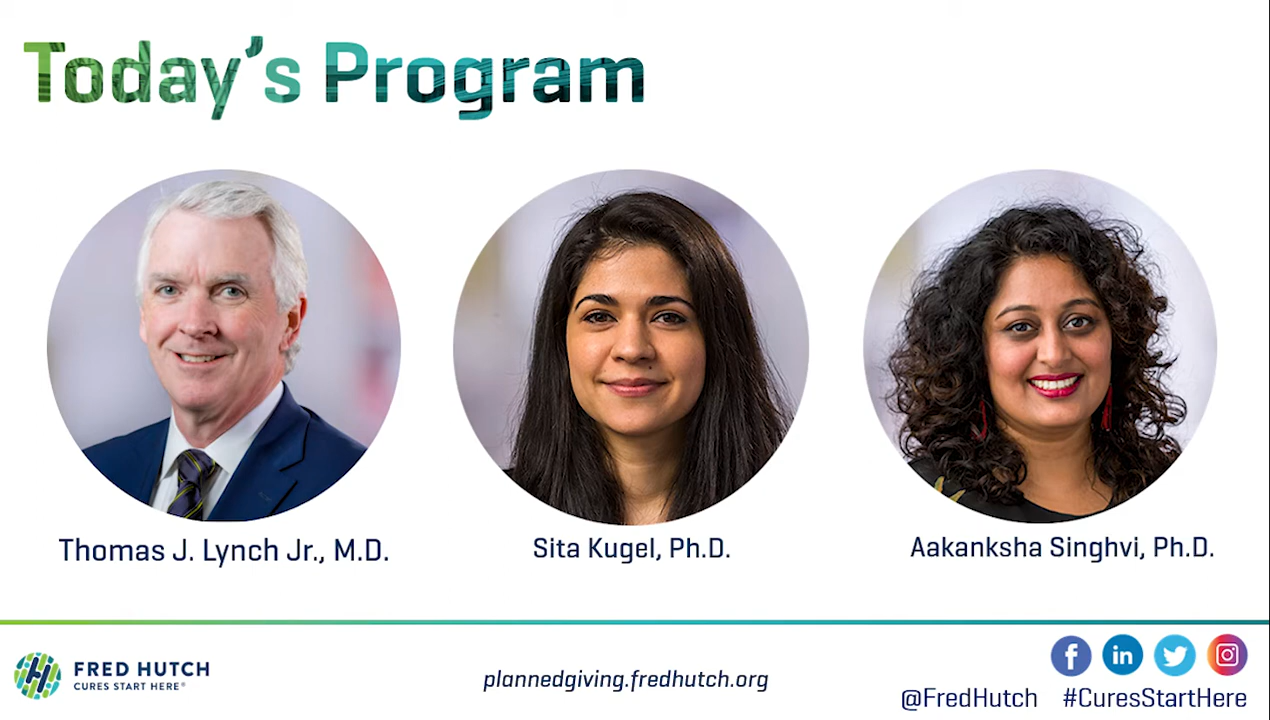 Today's Program
Thomas J. Lynch Jr., M.D.
Sita Kugel, Ph.D.
Aakanksha Singhvi, Ph.D.
FRED HUTCH
CURES START HERE®
plannedgiving.fredhutch.org
@FredHutch #CuresStartHere